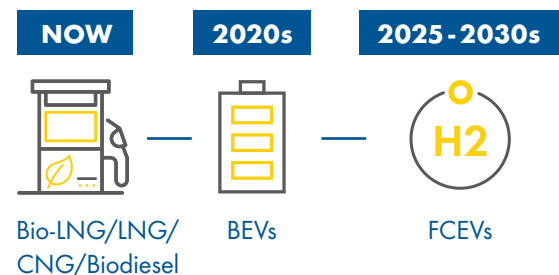 NOW
2020s
2025-2030s
H2
Bio-LNG/LNG/
CNG/Biodiesel
BEVs
FCEVs